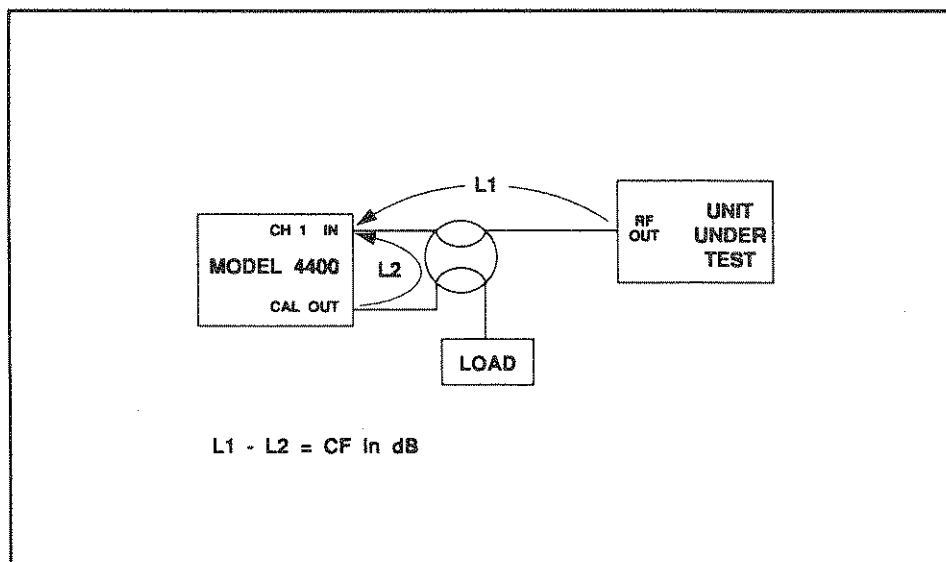 L1
CH 1 IN
MODEL 4400
CAL OUT
L2
RF
OUT
UNIT
UNDER
TEST
LOAD
L1 - L2 = CF in dB